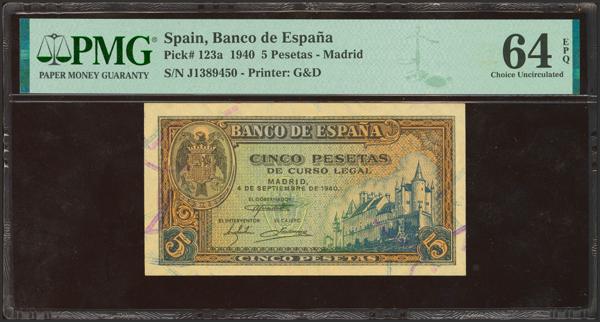 PMG
PAPER MONEY GUARANTY
Spain, Banco de España
Pick# 123a 1940 5 Pesetas - Madrid
S/N J1389450 - Printer: G&D
64 EPQ
Choice Uncirculated
BANCO DE ESPAÑA
CINCO PESETAS
DE CURSO LEGAL
MADRID,
4 DE SEPTIEMBRE DE 1940.
EL GOBERNADOR
EL INTERVENTOR EL CAJERO
5 5
CINCO PESETAS